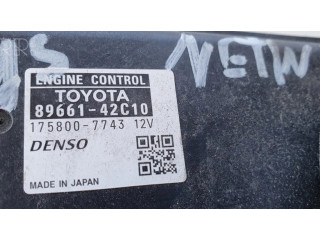 NETW
ENGINE CONTROL
TOYOTA
89661-42C10
175800-7743 12V
DENSO
MADE IN JAPAN